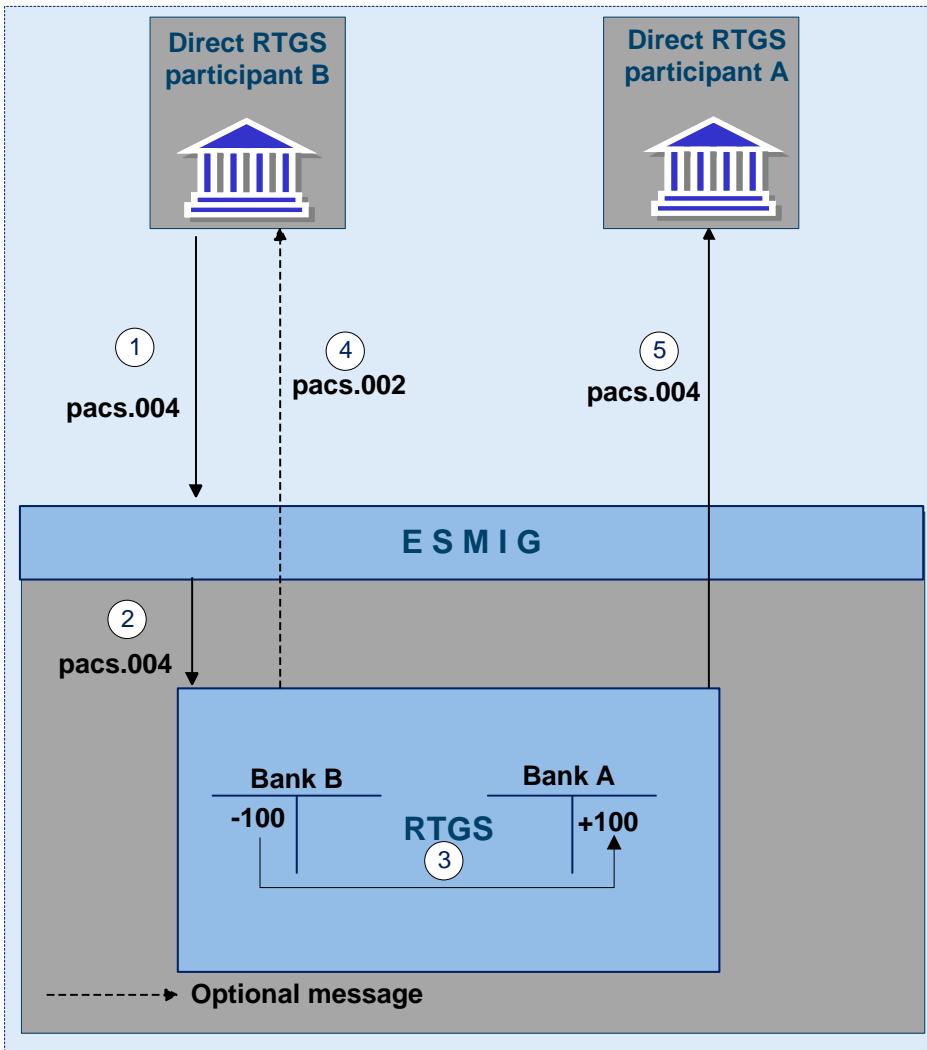 Direct RTGS
participant B
Direct RTGS
participant A
1
pacs.004
4
pacs.002
5
pacs.004
E S M I G
2
pacs.004
Bank B
Bank A
-100
RTGS
+100
3
Optional message